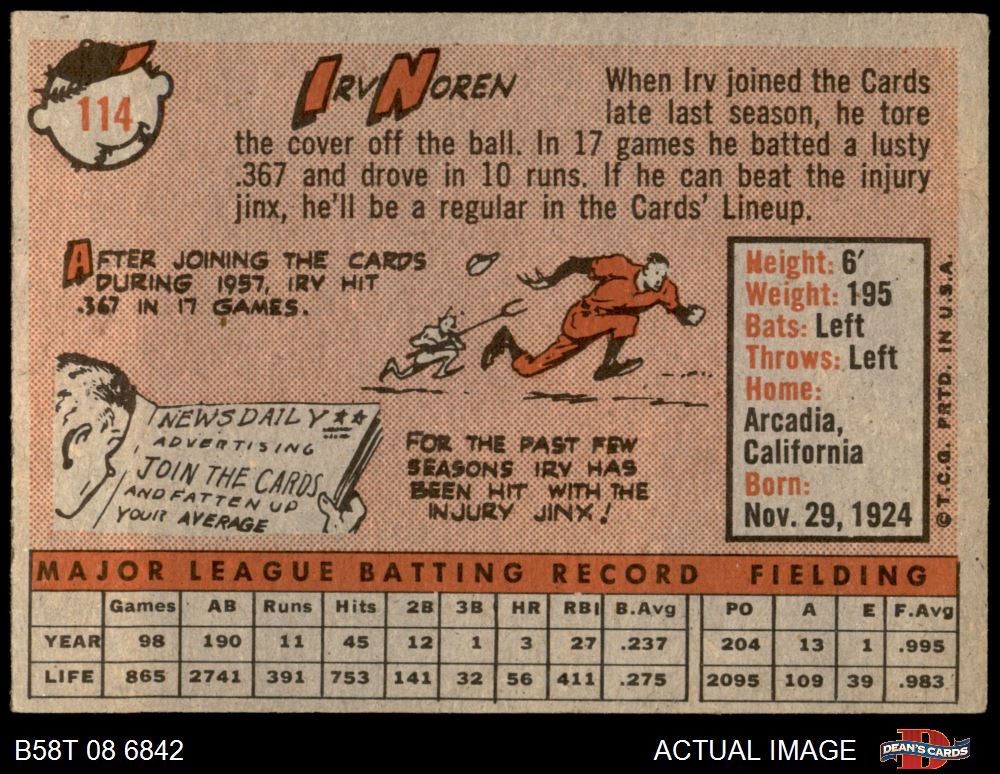 114
IRV NOREN
When Irv joined the Cards
late last season, he tore
the cover off the ball. In 17 games he batted a lusty
.367 and drove in 10 runs. If he can beat the injury
jinx, he'll be a regular in the Cards' Lineup.
AFTER JOINING THE CARDS
DURING 1957, IRV HIT
.367 IN 17 GAMES.
NEWS DAILY
ADVERTISING
JOIN THE CARDS
AND FATTEN UP
YOUR AVERAGE
FOR THE PAST FEW
SEASONS IRV HAS
BEEN HIT WITH THE
INJURY JINX!
Height: 6'
Weight: 195
Bats: Left
Throws: Left
Home:
Arcadia,
California
Born:
Nov. 29, 1924
© T.C.G. PRTD. IN U.S.A.
MAJOR LEAGUE BATTING RECORD FIELDING
Games AB Runs Hits 2B 3B HR RBI B.Avg PO A E F.Avg
YEAR 98 190 11 45 12 1 3 27 .237 204 13 1 .995
LIFE 865 2741 391 753 141 32 56 411 .275 2095 109 39 .983
B58T 08 6842
ACTUAL IMAGE
DEAN'S CARDS